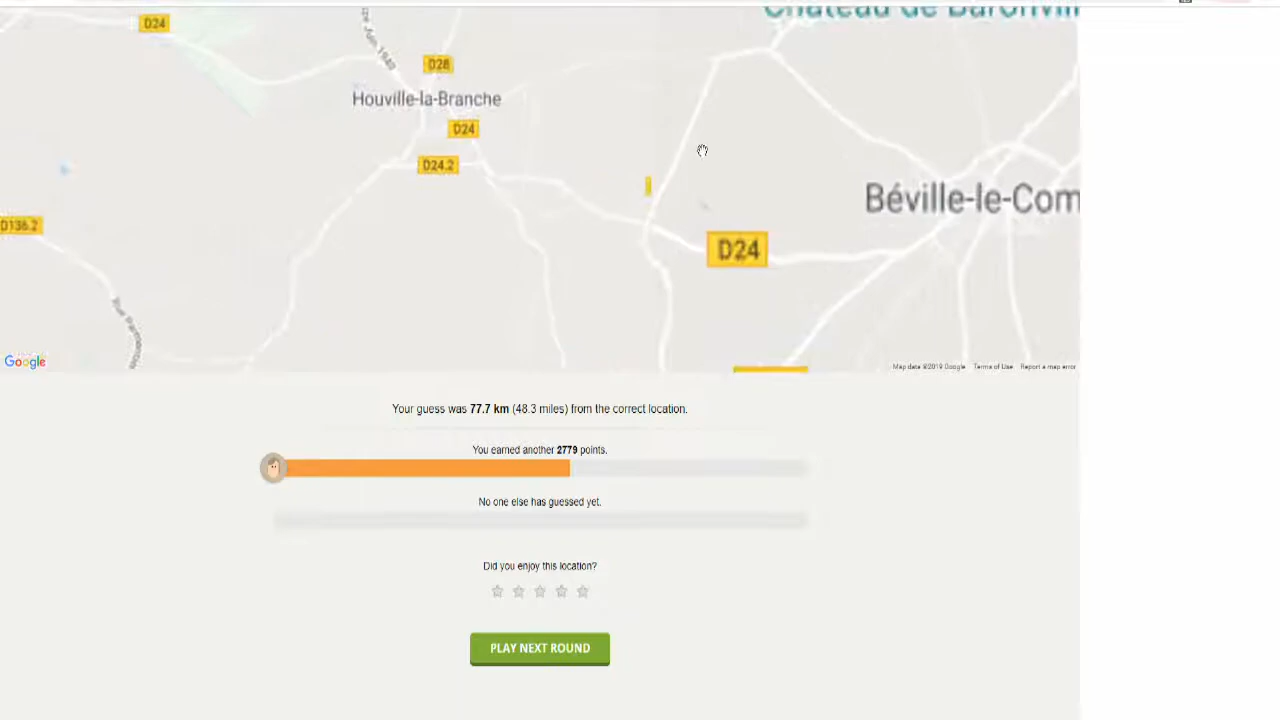 Château de Baronvill
D24
D28
Houville-la-Branche
D24
D24.2
Béville-le-Com
D136.2
D24
Google
Map data ©2019 Google Terms of Use Report a map error
Your guess was 77.7 km (48.3 miles) from the correct location.
You earned another 2779 points.
No one else has guessed yet.
Did you enjoy this location?
PLAY NEXT ROUND